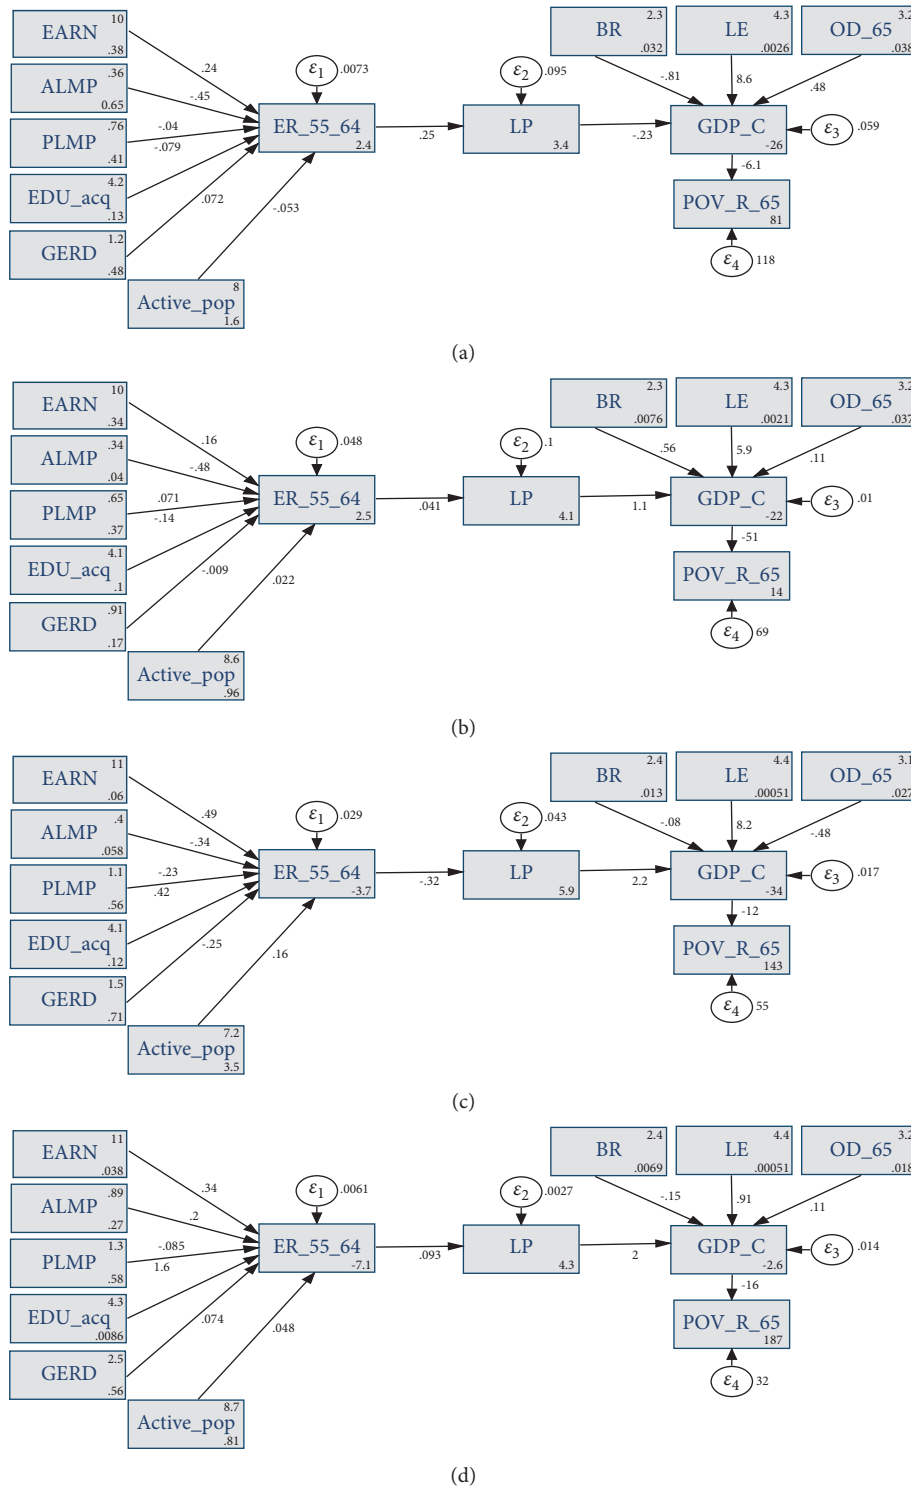 10
EARN
.38
.36
ALMP
0.65
.76
PLMP
.41
4.2
EDU_acq
.13
1.2
GERD
.48
8
Active_pop
1.6
.24
-.45
-.04
-.079
.072
-.053
ε1 .0073
ER_55_64
2.4
.25
ε2 .095
LP
3.4
-.23
2.3
BR
.032
4.3
LE
.0026
3.2
OD_65
.038
-.81
8.6
.48
GDP_C
-26
ε3 .059
-6.1
POV_R_65
81
ε4 118
(a)
10
EARN
.34
.34
ALMP
.04
.65
PLMP
.37
4.1
EDU_acq
.1
.91
GERD
.17
8.6
Active_pop
.96
.16
-.48
.071
-.14
-.009
.022
ε1 .048
ER_55_64
2.5
.041
ε2 .1
LP
4.1
1.1
2.3
BR
.0076
4.3
LE
.0021
3.2
OD_65
.037
.56
5.9
.11
GDP_C
-22
ε3 .01
-51
POV_R_65
14
ε4 69
(b)
11
EARN
.06
.4
ALMP
.058
1.1
PLMP
.56
4.1
EDU_acq
.12
1.5
GERD
.71
7.2
Active_pop
3.5
.49
-.34
-.23
.42
-.25
.16
ε1 .029
ER_55_64
-3.7
-.32
ε2 .043
LP
5.9
2.2
2.4
BR
.013
4.4
LE
.00051
3.1
OD_65
.027
-.08
8.2
-.48
GDP_C
-34
ε3 .017
-12
POV_R_65
143
ε4 55
(c)
11
EARN
.038
.89
ALMP
.27
1.3
PLMP
.58
4.3
EDU_acq
.0086
2.5
GERD
.56
8.7
Active_pop
.81
.34
.2
-.085
1.6
.074
.048
ε1 .0061
ER_55_64
-7.1
.093
ε2 .0027
LP
4.3
2
2.4
BR
.0069
4.4
LE
.00051
3.2
OD_65
.018
-.15
.91
.11
GDP_C
-2.6
ε3 .014
-16
POV_R_65
187
ε4 32
(d)